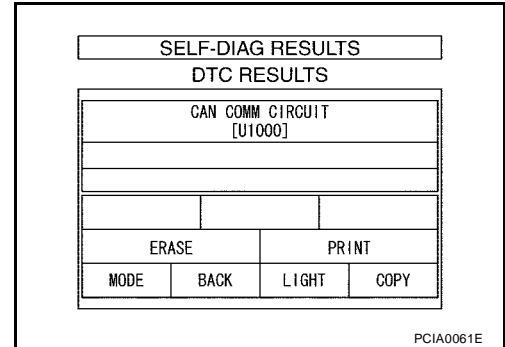 SELF-DIAG RESULTS
DTC RESULTS
CAN COMM CIRCUIT
[U1000]
ERASE PRINT
MODE BACK LIGHT COPY
PCIA0061E